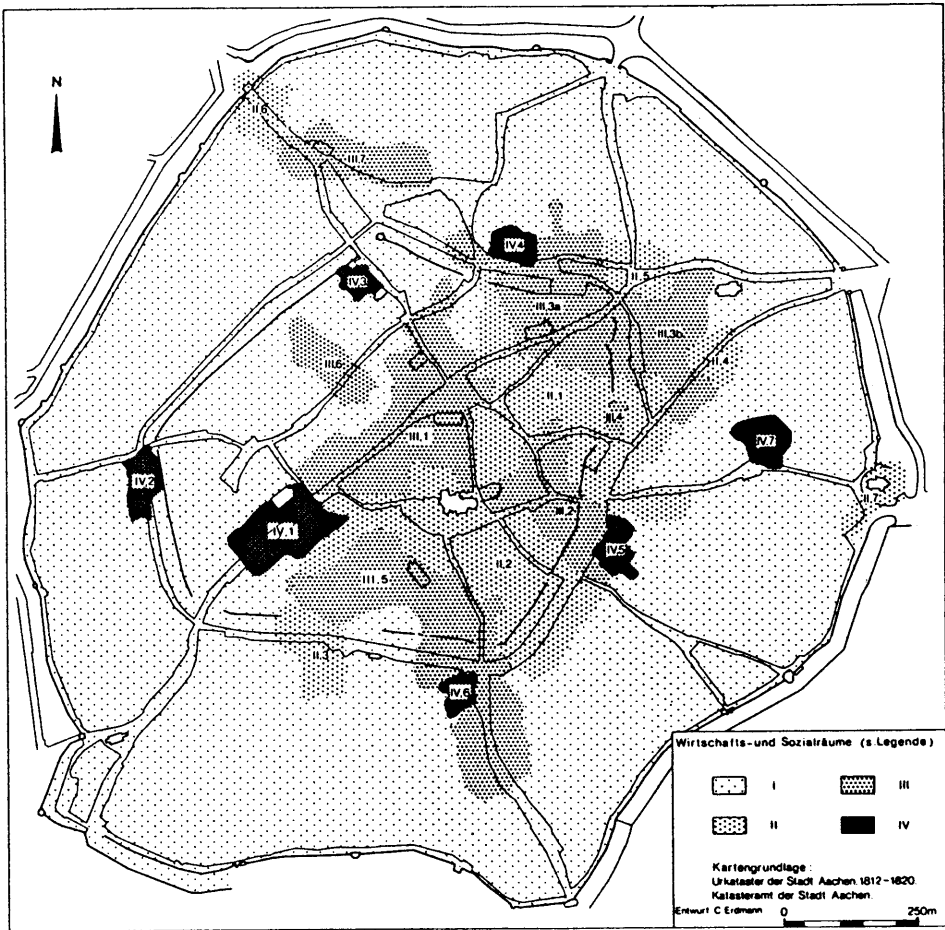 N
II.6
III.7
IV.4
IV.3
II.5
III.3a
III.3b
III.6
II.4
II.1
III.4
III.1
IV.7
IV.2
II.7
IV.1
III.2
IV.5
II.2
III.5
II.3
IV.6
Wirtschafts-und Sozialräume (s.Legende)
I III
II IV
Kartengrundlage:
Urkataster der Stadt Aachen 1812-1820.
Katasteramt der Stadt Aachen.
Entwurf C Erdmann 0 250m